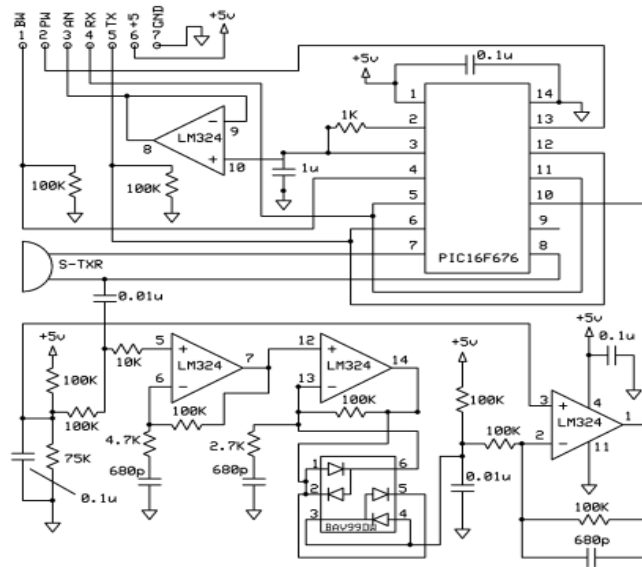 BW PW AN RX TX +5 GND
1 2 3 4 5 6 7
+5v
+5v
0.1u
1 14
1K
2 13
LM324
9
8
10
3 12
1u
4 11
100K
100K
5 10
6 9
7 8
PIC16F676
S-TXR
0.01u
+5v
+5v
+5v
0.1u
10K
5
LM324
7
6
12
LM324
14
13
100K
100K
100K
100K
100K
3
4
LM324
1
2
11
100K
4.7K
2.7K
75K
680p
680p
0.1u
1 6
2 5
3 4
BAV99DW
0.01u
100K
680p